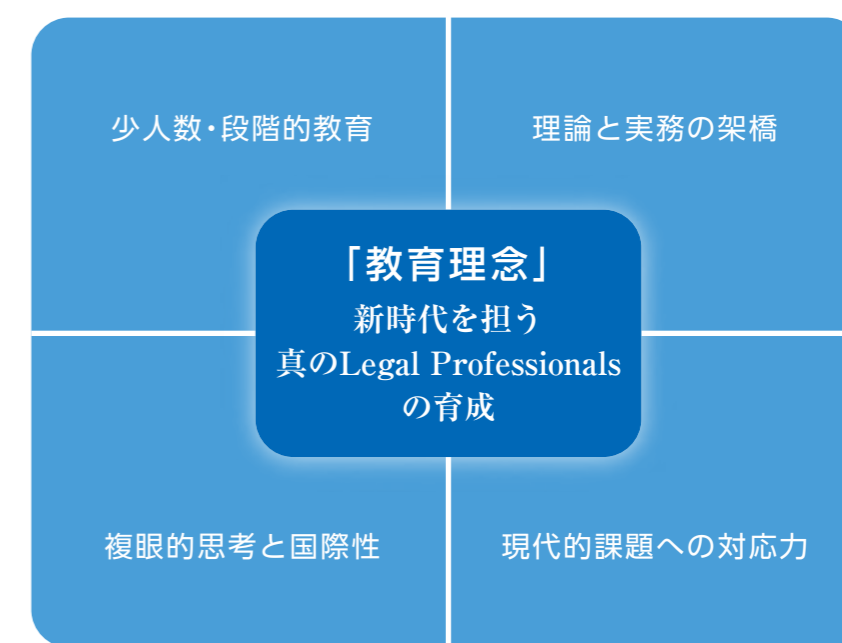 少人数・段階的教育
理論と実務の架橋
「教育理念」
新時代を担う
真のLegal Professionals
の育成
複眼的思考と国際性
現代的課題への対応力